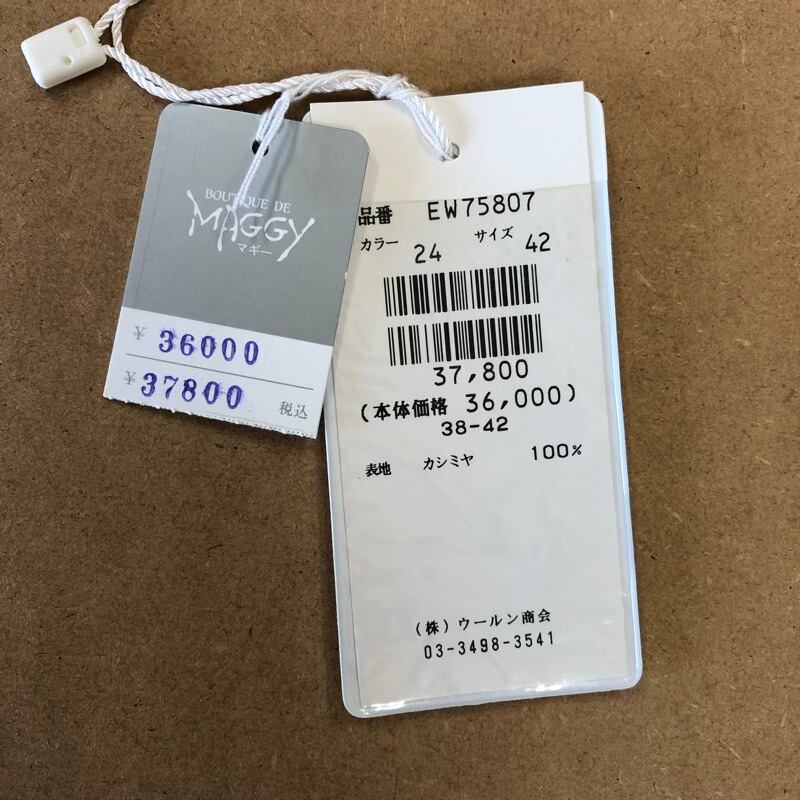 BOUTIQUE DE
MAGGY
マギー
¥ 36000
¥ 37800 税込
品番 EW75807
カラー 24 サイズ 42
37,800
(本体価格 36,000)
38-42
表地 カシミヤ 100%
(株)ウールン商会
03-3498-3541